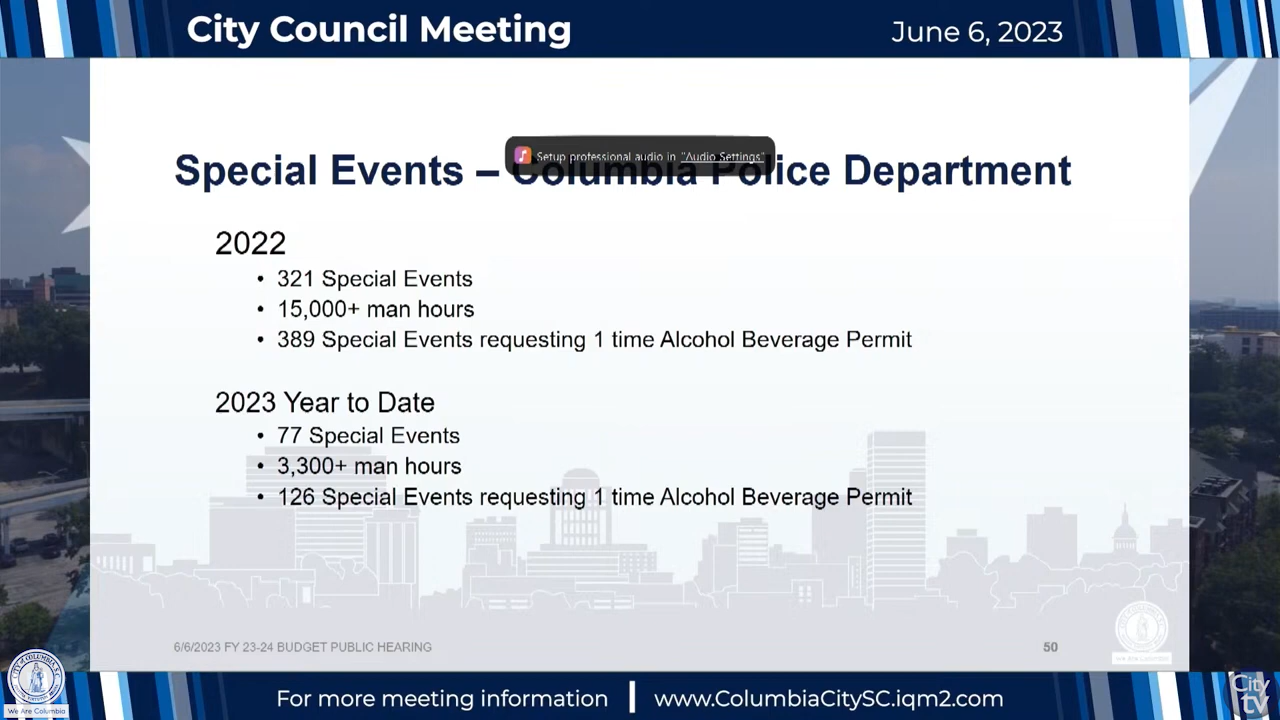 City Council Meeting
June 6, 2023
Setup professional audio in "Audio Settings"
Special Events – Columbia Police Department
2022
• 321 Special Events
• 15,000+ man hours
• 389 Special Events requesting 1 time Alcohol Beverage Permit
2023 Year to Date
• 77 Special Events
• 3,300+ man hours
• 126 Special Events requesting 1 time Alcohol Beverage Permit
6/6/2023 FY 23-24 BUDGET PUBLIC HEARING
50
We Are Columbia
We Are Columbia
For more meeting information | www.ColumbiaCitySC.iqm2.com
City
tv